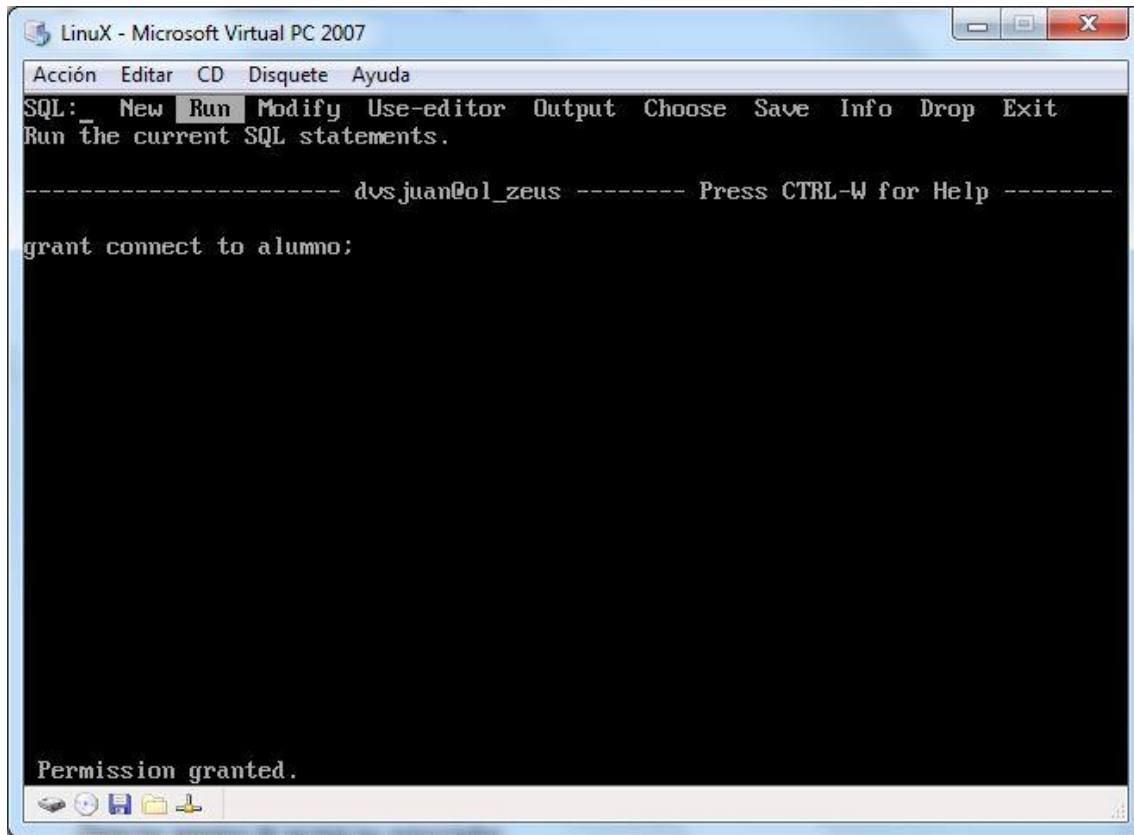 LinuX - Microsoft Virtual PC 2007
Acción Editar CD Disquete Ayuda
SQL:_ New Run Modify Use-editor Output Choose Save Info Drop Exit
Run the current SQL statements.
----------------------- dvsjuan@ol_zeus -------- Press CTRL-W for Help --------
grant connect to alumno;
Permission granted.